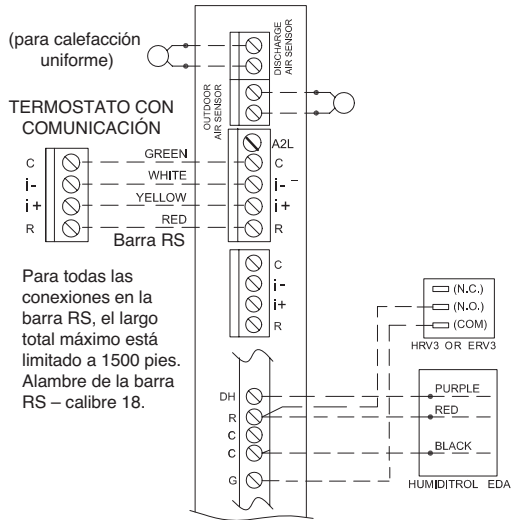 (para calefacción
uniforme)
DISCHARGE
AIR SENSOR
OUTDOOR
AIR SENSOR
TERMOSTATO CON
COMUNICACIÓN
A2L
C GREEN C
i- WHITE i-
i+ YELLOW i+
R RED R
Barra RS
Para todas las
conexiones en la
barra RS, el largo
total máximo está
limitado a 1500 pies.
Alambre de la barra
RS – calibre 18.
C
i-
i+
R
(N.C.)
(N.O.)
(COM)
HRV3 OR ERV3
DH
R
C
C
G
PURPLE
RED
BLACK
HUMIDITROL EDA